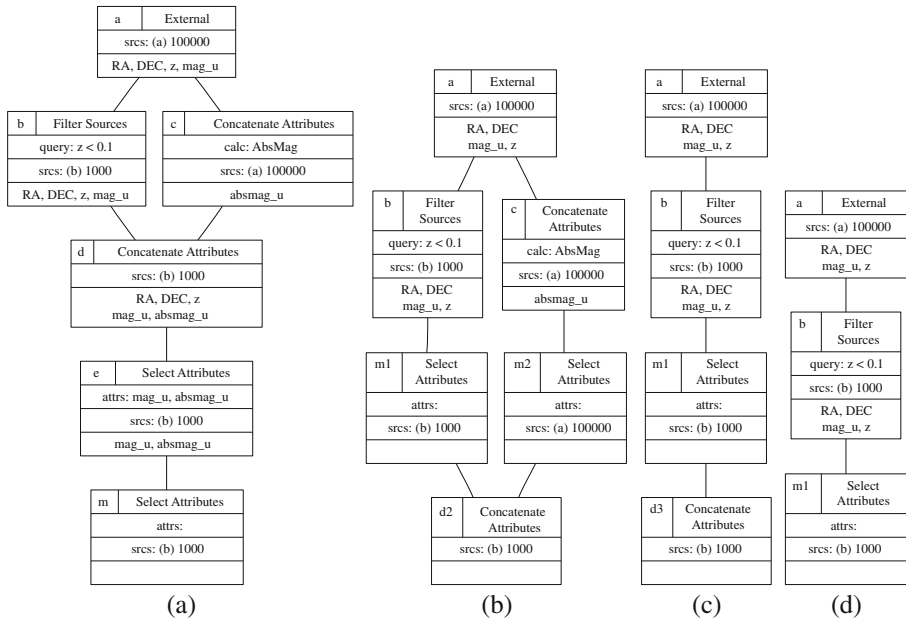 a External
srcs: (a) 100000
RA, DEC, z, mag_u
b Filter Sources
query: z < 0.1
srcs: (b) 1000
RA, DEC, z, mag_u
c Concatenate Attributes
calc: AbsMag
srcs: (a) 100000
absmag_u
d Concatenate Attributes
srcs: (b) 1000
RA, DEC, z
mag_u, absmag_u
e Select Attributes
attrs: mag_u, absmag_u
srcs: (b) 1000
mag_u, absmag_u
m Select Attributes
attrs:
srcs: (b) 1000
(a)
a External
srcs: (a) 100000
RA, DEC
mag_u, z
b Filter
Sources
query: z < 0.1
srcs: (b) 1000
RA, DEC
mag_u, z
c Concatenate
Attributes
calc: AbsMag
srcs: (a) 100000
absmag_u
m1 Select
Attributes
attrs:
srcs: (b) 1000
m2 Select
Attributes
attrs:
srcs: (a) 100000
d2 Concatenate
Attributes
srcs: (b) 1000
(b)
a External
srcs: (a) 100000
RA, DEC
mag_u, z
b Filter
Sources
query: z < 0.1
srcs: (b) 1000
RA, DEC
mag_u, z
m1 Select
Attributes
attrs:
srcs: (b) 1000
d3 Concatenate
Attributes
srcs: (b) 1000
(c)
a External
srcs: (a) 100000
RA, DEC
mag_u, z
b Filter
Sources
query: z < 0.1
srcs: (b) 1000
RA, DEC
mag_u, z
m1 Select
Attributes
attrs:
srcs: (b) 1000
(d)